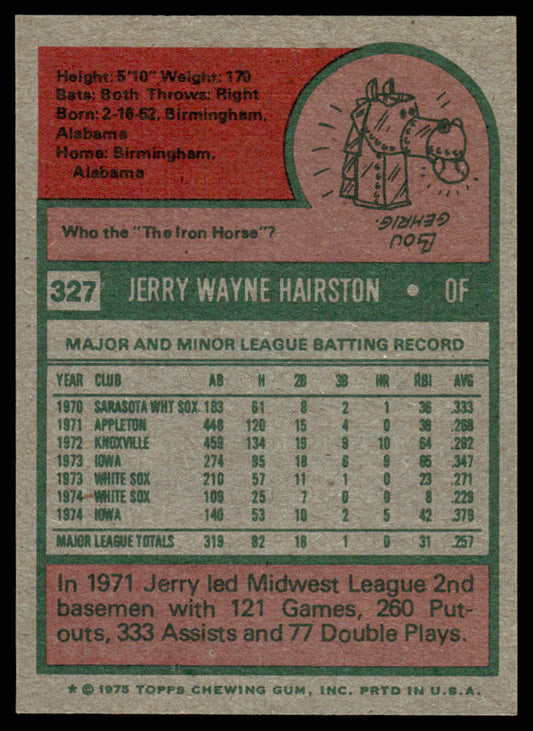 Height: 5'10" Weight: 170
Bats: Both Throws: Right
Born: 2-16-52, Birmingham,
Alabama
Home: Birmingham,
Alabama
Who the "The Iron Horse"?
LOU
GEHRIG.
327 JERRY WAYNE HAIRSTON • OF
MAJOR AND MINOR LEAGUE BATTING RECORD
YEAR CLUB AB H 2B 3B HR RBI AVG
1970 SARASOTA WHT SOX 183 61 8 2 1 36 .333
1971 APPLETON 448 120 15 4 0 39 .268
1972 KNOXVILLE 459 134 19 9 10 64 .292
1973 IOWA 274 95 18 6 9 65 .347
1973 WHITE SOX 210 57 11 1 0 23 .271
1974 WHITE SOX 109 25 7 0 0 8 .229
1974 IOWA 140 53 10 2 5 42 .379
MAJOR LEAGUE TOTALS 319 82 18 1 0 31 .257
In 1971 Jerry led Midwest League 2nd
basemen with 121 Games, 260 Put-
outs, 333 Assists and 77 Double Plays.
★ © 1975 TOPPS CHEWING GUM, INC. PRTD IN U.S.A.